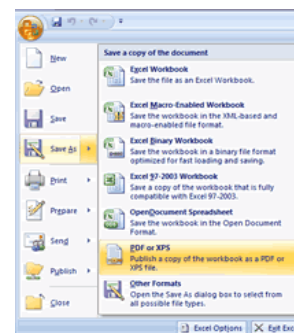 Save a copy of the document
New
Excel Workbook
Save the file as an Excel Workbook.
Open
Excel Macro-Enabled Workbook
Save the workbook in the XML-based and
macro-enabled file format.
Save
Excel Binary Workbook
Save the workbook in a binary file format
optimized for fast loading and saving.
Save As
Excel 97-2003 Workbook
Save a copy of the workbook that is fully
compatible with Excel 97-2003.
Print
OpenDocument Spreadsheet
Save the workbook in the Open Document
Format.
Prepare
PDF or XPS
Publish a copy of the workbook as a PDF or
XPS file.
Send
Other Formats
Open the Save As dialog box to select from
all possible file types.
Publish
Close
Excel Options
X Exit Exc